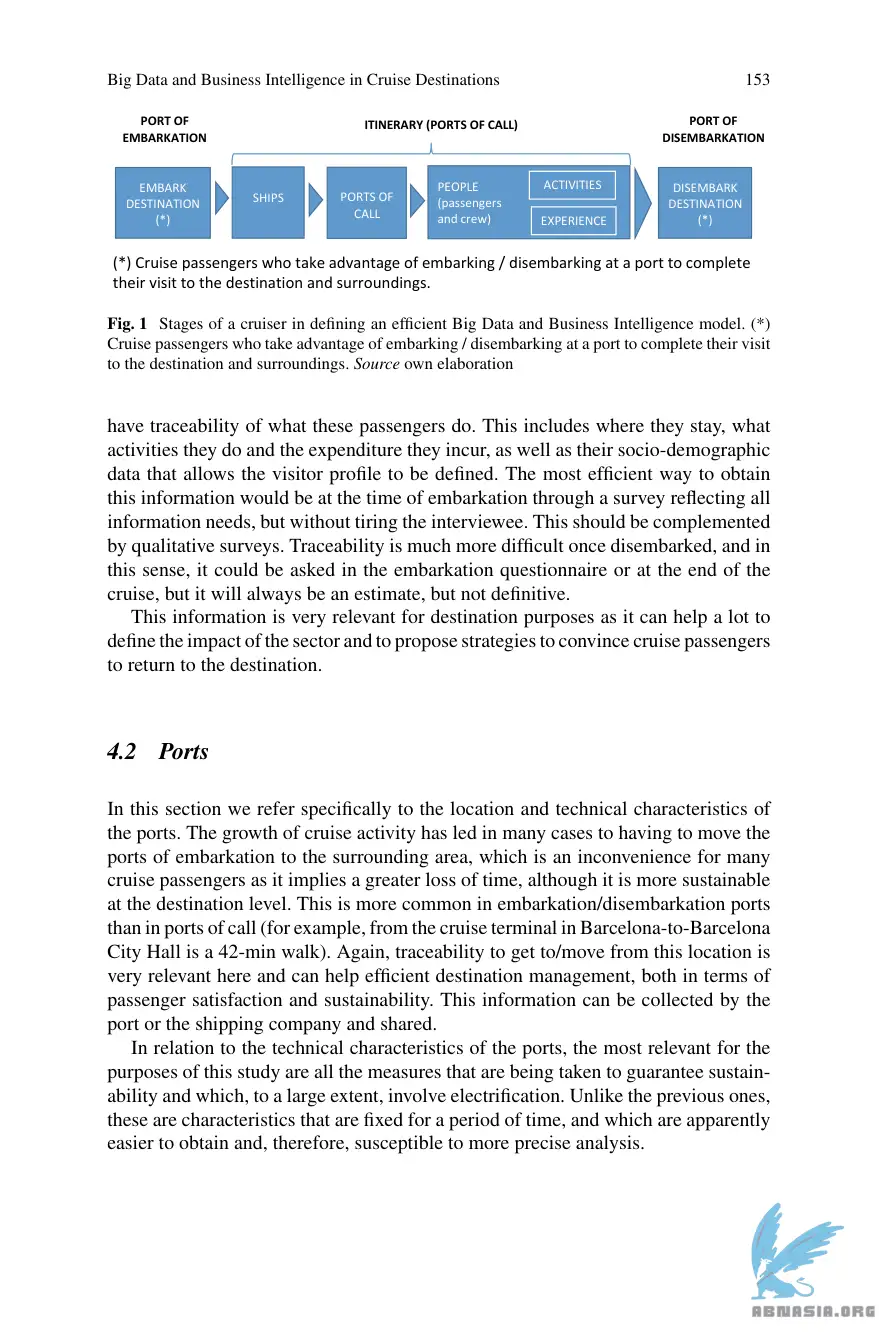 Big Data and Business Intelligence in Cruise Destinations 153
PORT OF
EMBARKATION
ITINERARY (PORTS OF CALL)
PORT OF
DISEMBARKATION
EMBARK
DESTINATION
(*)
SHIPS
PORTS OF
CALL
PEOPLE
(passengers
and crew)
ACTIVITIES
EXPERIENCE
DISEMBARK
DESTINATION
(*)
(*) Cruise passengers who take advantage of embarking / disembarking at a port to complete
their visit to the destination and surroundings.
Fig. 1 Stages of a cruiser in defining an efficient Big Data and Business Intelligence model. (*)
Cruise passengers who take advantage of embarking / disembarking at a port to complete their visit
to the destination and surroundings. Source own elaboration
have traceability of what these passengers do. This includes where they stay, what
activities they do and the expenditure they incur, as well as their socio-demographic
data that allows the visitor profile to be defined. The most efficient way to obtain
this information would be at the time of embarkation through a survey reflecting all
information needs, but without tiring the interviewee. This should be complemented
by qualitative surveys. Traceability is much more difficult once disembarked, and in
this sense, it could be asked in the embarkation questionnaire or at the end of the
cruise, but it will always be an estimate, but not definitive.
This information is very relevant for destination purposes as it can help a lot to
define the impact of the sector and to propose strategies to convince cruise passengers
to return to the destination.
4.2 Ports
In this section we refer specifically to the location and technical characteristics of
the ports. The growth of cruise activity has led in many cases to having to move the
ports of embarkation to the surrounding area, which is an inconvenience for many
cruise passengers as it implies a greater loss of time, although it is more sustainable
at the destination level. This is more common in embarkation/disembarkation ports
than in ports of call (for example, from the cruise terminal in Barcelona-to-Barcelona
City Hall is a 42-min walk). Again, traceability to get to/move from this location is
very relevant here and can help efficient destination management, both in terms of
passenger satisfaction and sustainability. This information can be collected by the
port or the shipping company and shared.
In relation to the technical characteristics of the ports, the most relevant for the
purposes of this study are all the measures that are being taken to guarantee sustain-
ability and which, to a large extent, involve electrification. Unlike the previous ones,
these are characteristics that are fixed for a period of time, and which are apparently
easier to obtain and, therefore, susceptible to more precise analysis.
ABNASIA.ORG